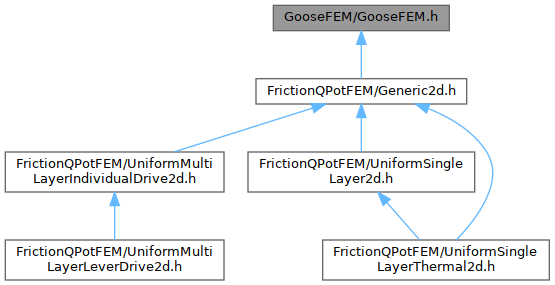 GooseFEM/GooseFEM.h
FrictionQPotFEM/Generic2d.h
FrictionQPotFEM/UniformMulti
LayerIndividualDrive2d.h
FrictionQPotFEM/UniformSingle
Layer2d.h
FrictionQPotFEM/UniformMulti
LayerLeverDrive2d.h
FrictionQPotFEM/UniformSingle
LayerThermal2d.h